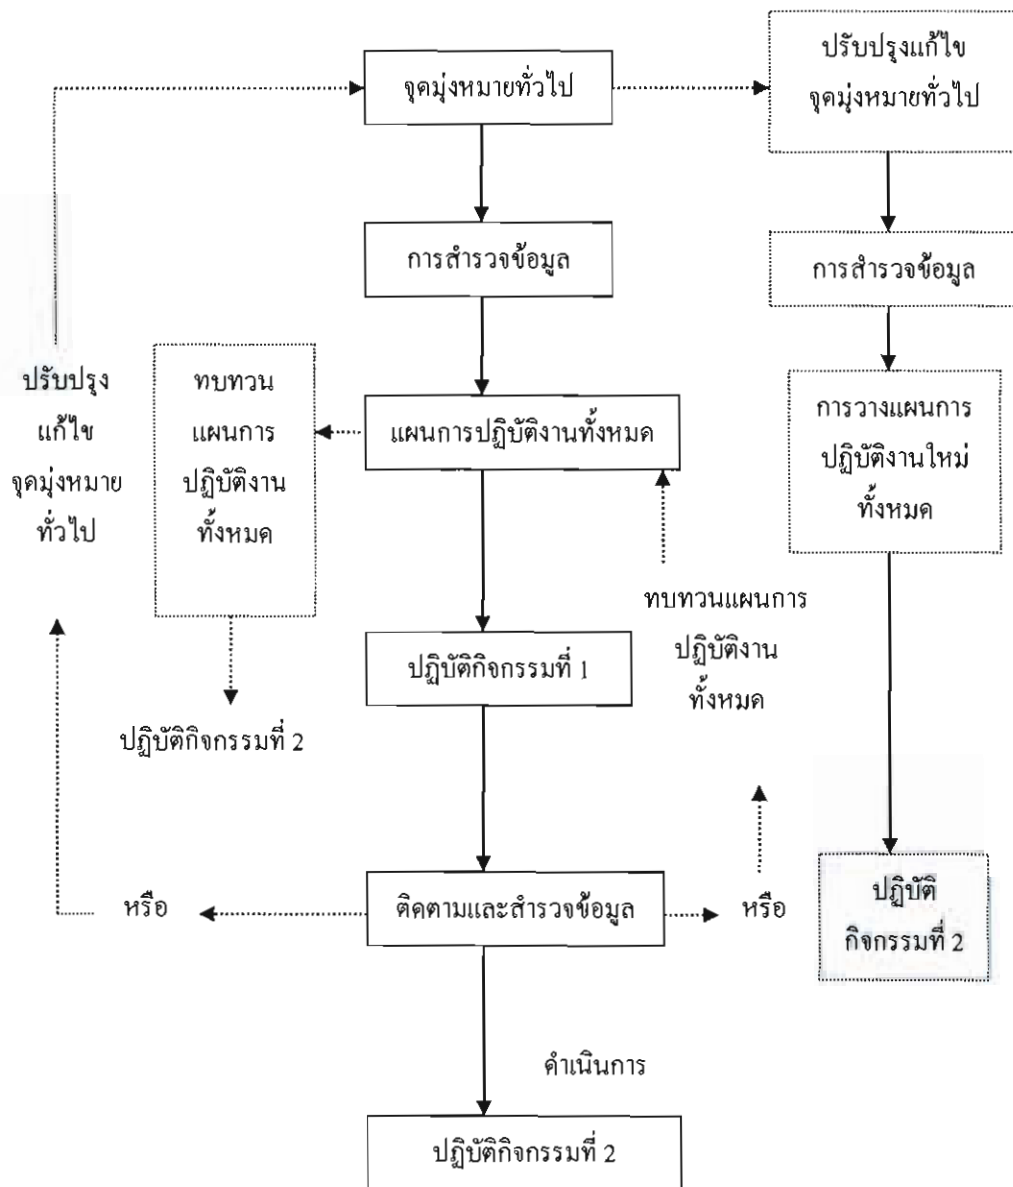 จุดมุ่งหมายทั่วไป
ปรับปรุงแก้ไข
จุดมุ่งหมายทั่วไป
การสำรวจข้อมูล
การสำรวจข้อมูล
ปรับปรุง
แก้ไข
จุดมุ่งหมาย
ทั่วไป
ทบทวน
แผนการ
ปฏิบัติงาน
ทั้งหมด
แผนการปฏิบัติงานทั้งหมด
การวางแผนการ
ปฏิบัติงานใหม่
ทั้งหมด
ทบทวนแผนการ
ปฏิบัติงาน
ทั้งหมด
ปฏิบัติกิจกรรมที่ 1
ปฏิบัติกิจกรรมที่ 2
หรือ
ติดตามและสำรวจข้อมูล
หรือ
ปฏิบัติ
กิจกรรมที่ 2
ดำเนินการ
ปฏิบัติกิจกรรมที่ 2